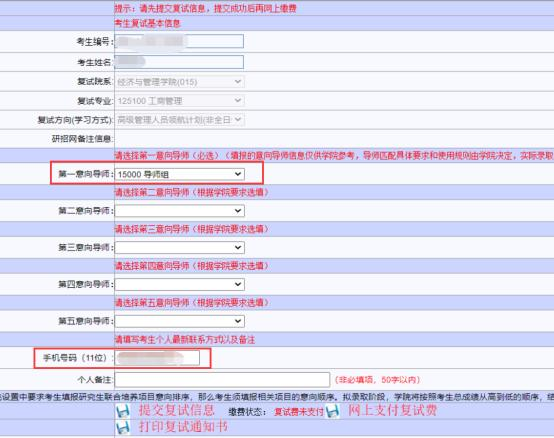 提示：请先提交复试信息，提交成功后再网上缴费
考生复试基本信息
考生编号：
考生姓名：
复试院系： 经济与管理学院(015)
复试专业： 125100 工商管理
复试方向(学习方式)： 高级管理人员领航计划(非全日
研招网备注信息：
请选择第一意向导师（必选）（填报的意向导师信息仅供学院参考，导师匹配具体要求和使用规则由学院决定，实际录取
第一意向导师： 15000 导师组
请选择第二意向导师（根据学院要求选填）
第二意向导师：
请选择第三意向导师（根据学院要求选填）
第三意向导师：
请选择第四意向导师（根据学院要求选填）
第四意向导师：
请选择第五意向导师（根据学院要求选填）
第五意向导师：
请填写考生个人最新联系方式以及备注
手机号码（11位）：
个人备注： （非必填项，50字以内）
设置中要求考生填报研究生联合培养项目意向排序，那么考生须填报相关项目的意向顺序。拟录取阶段，学院将按照考生总成绩从高到低的顺序，结
提交复试信息 缴费状态： 复试费未支付 网上支付复试费
打印复试通知书